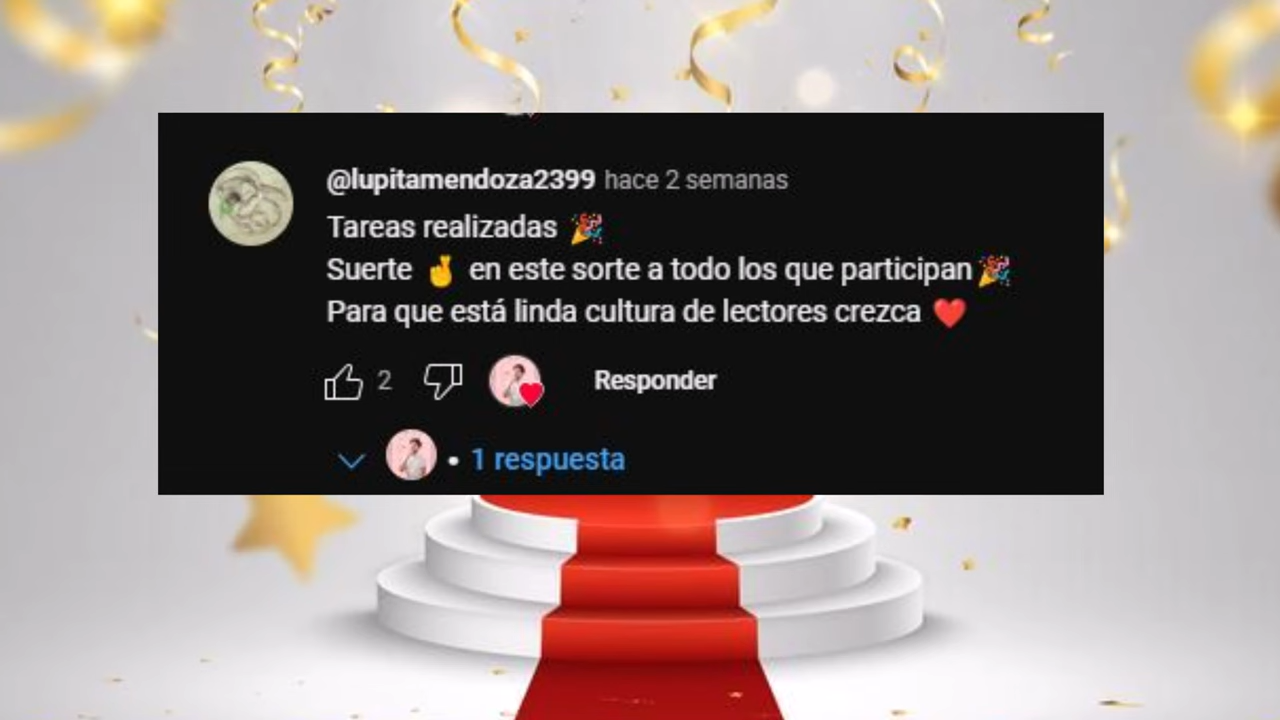 @lupitamendoza2399 hace 2 semanas
Tareas realizadas 🎉
Suerte 🤞 en este sorte a todo los que participan🎉
Para que está linda cultura de lectores crezca ❤️
2 Responder
• 1 respuesta